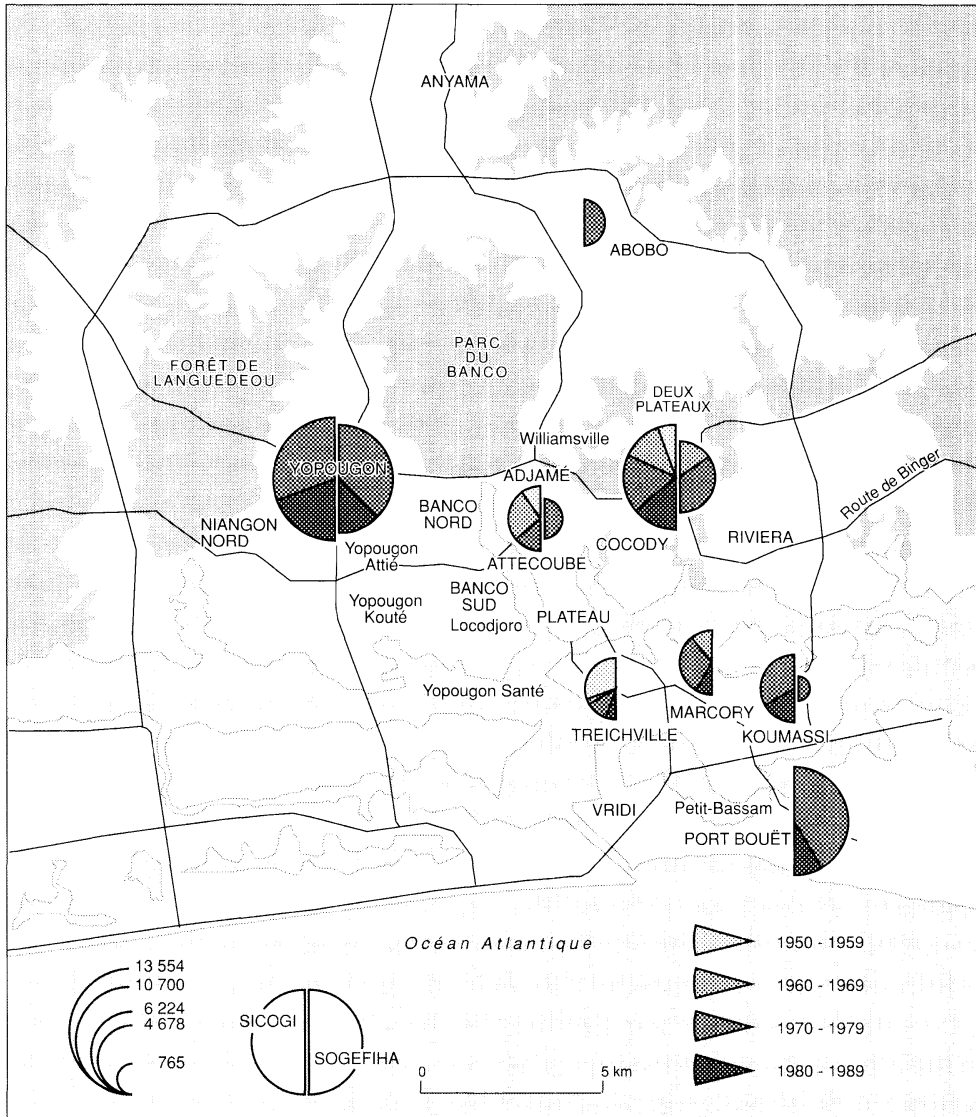 ANYAMA
ABOBO
PARC
DU
BANCO
FORÊT DE
LANGUEDEOU
DEUX
PLATEAUX
Williamsville
YOPOUGON
ADJAMÉ
Route de Binger
BANCO
NORD
NIANGON
NORD
COCODY
RIVIERA
Yopougon
Attié
ATTECOUBE
BANCO
SUD
Yopougon
Kouté
Locodjoro
PLATEAU
Yopougon Santé
MARCORY
TREICHVILLE
KOUMASSI
VRIDI
Petit-Bassam
PORT BOUËT
Océan Atlantique
13 554
10 700
6 224
4 678
765
SICOGI
SOGEFIHA
0
5 km
1950 - 1959
1960 - 1969
1970 - 1979
1980 - 1989